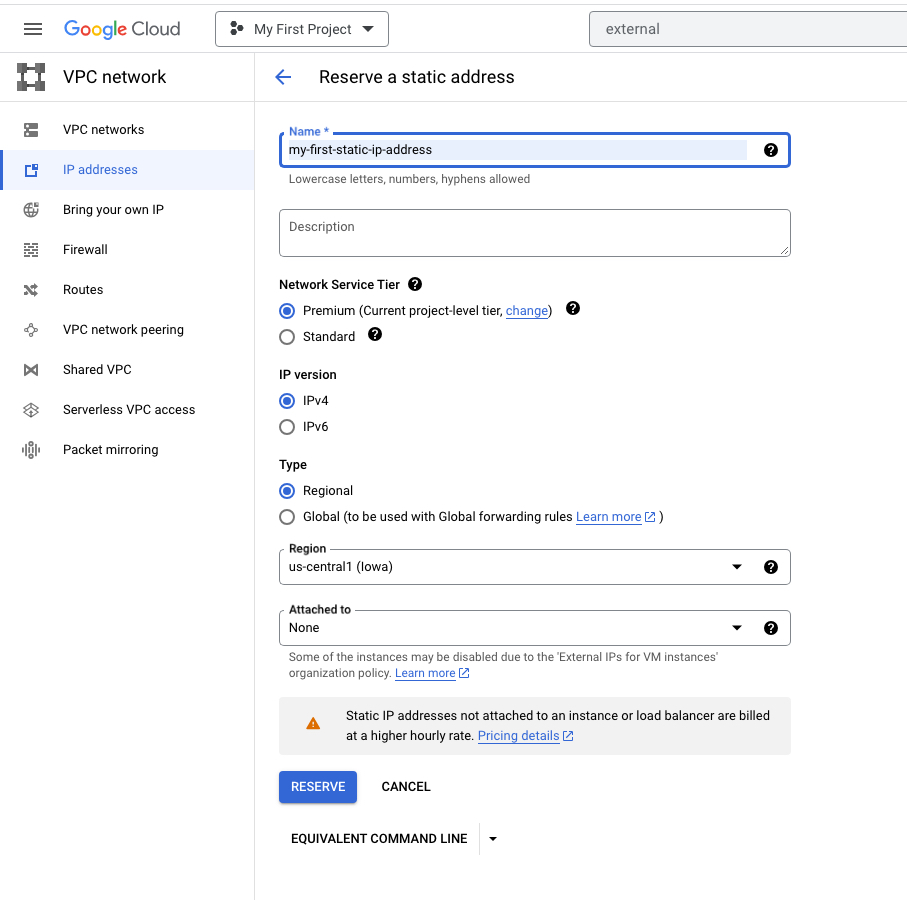 Google Cloud
My First Project
external
VPC network
Reserve a static address
VPC networks
IP addresses
Bring your own IP
Firewall
Routes
VPC network peering
Shared VPC
Serverless VPC access
Packet mirroring
Name *
my-first-static-ip-address
Lowercase letters, numbers, hyphens allowed
Description
Network Service Tier
Premium (Current project-level tier, change)
Standard
IP version
IPv4
IPv6
Type
Regional
Global (to be used with Global forwarding rules Learn more )
Region
us-central1 (Iowa)
Attached to
None
Some of the instances may be disabled due to the 'External IPs for VM instances'
organization policy. Learn more
Static IP addresses not attached to an instance or load balancer are billed
at a higher hourly rate. Pricing details
RESERVE
CANCEL
EQUIVALENT COMMAND LINE